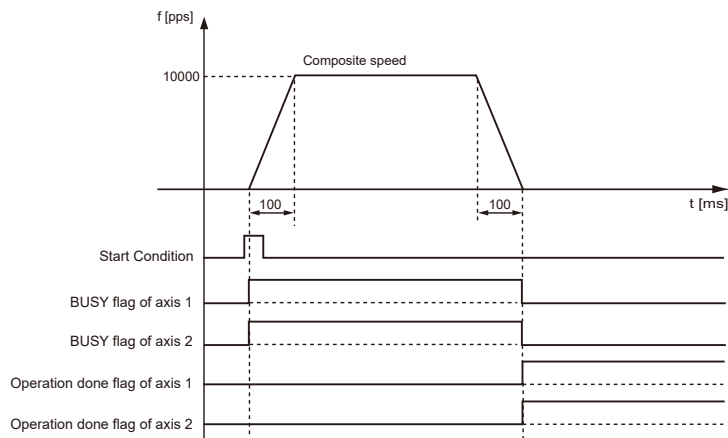 f [pps]
Composite speed
10000
t [ms]
100
100
Start Condition
BUSY flag of axis 1
BUSY flag of axis 2
Operation done flag of axis 1
Operation done flag of axis 2